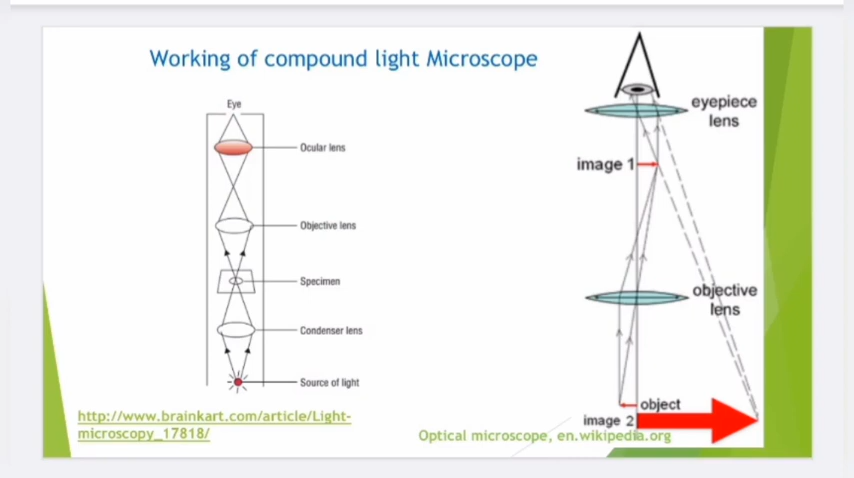 Working of compound light Microscope
Eye
Ocular lens
Objective lens
Specimen
Condenser lens
Source of light
http://www.brainkart.com/article/Light-
microscopy_17818/
eyepiece
lens
image 1
objective
lens
object
image 2
Optical microscope, en.wikipedia.org